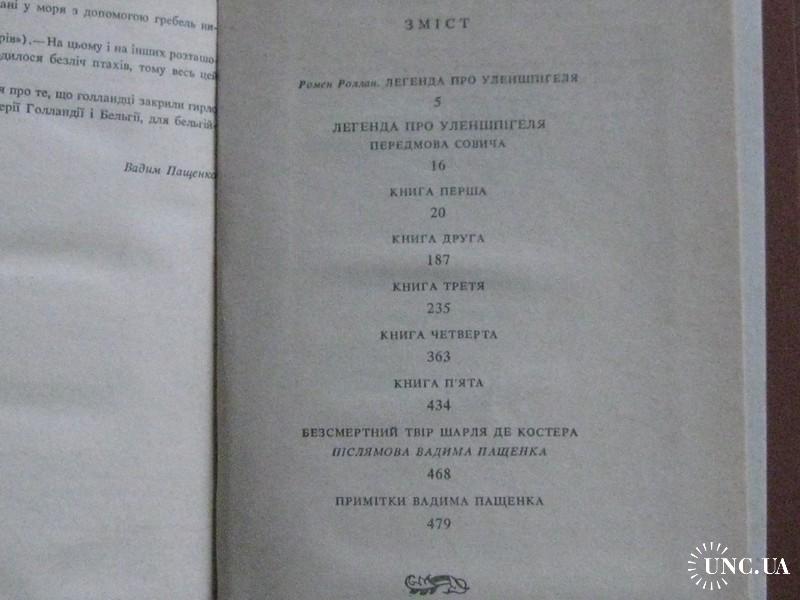 ані у моря з допомогою гребель ни-
рів»).—На цьому і на інших розташо-
дилося безліч птахів, тому весь цей
я про те, що голландці закрили гирло
ерії Голландії і Бельгії, для бельгій-
Вадим Пащенко
ЗМІСТ
Ромен Роллан. ЛЕГЕНДА ПРО УЛЕНШПІГЕЛЯ
5
ЛЕГЕНДА ПРО УЛЕНШПІГЕЛЯ
ПЕРЕДМОВА СОВИЧА
16
КНИГА ПЕРША
20
КНИГА ДРУГА
187
КНИГА ТРЕТЯ
235
КНИГА ЧЕТВЕРТА
363
КНИГА П'ЯТА
434
БЕЗСМЕРТНИЙ ТВІР ШАРЛЯ ДЕ КОСТЕРА
ПІСЛЯМОВА ВАДИМА ПАЩЕНКА
468
ПРИМІТКИ ВАДИМА ПАЩЕНКА
479
UNC.UA